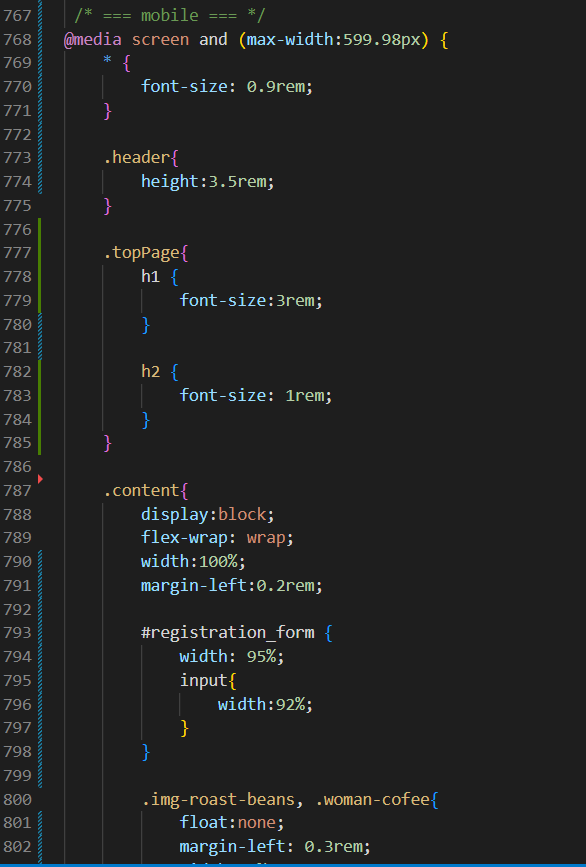 767 /* === mobile === */
768 @media screen and (max-width:599.98px) {
769 * {
770 font-size: 0.9rem;
771 }
772
773 .header{
774 height:3.5rem;
775 }
776
777 .topPage{
778 h1 {
779 font-size:3rem;
780 }
781
782 h2 {
783 font-size: 1rem;
784 }
785 }
786
787 .content{
788 display:block;
789 flex-wrap: wrap;
790 width:100%;
791 margin-left:0.2rem;
792
793 #registration_form {
794 width: 95%;
795 input{
796 width:92%;
797 }
798 }
799
800 .img-roast-beans, .woman-cofee{
801 float:none;
802 margin-left: 0.3rem;